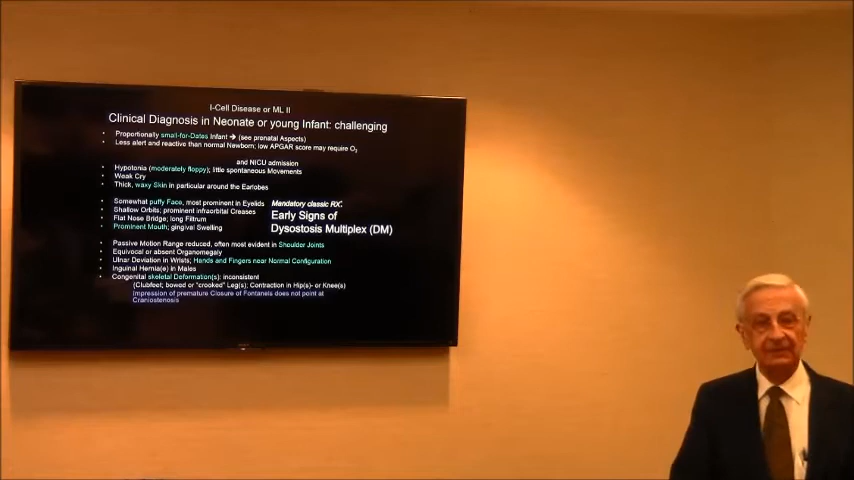 I-Cell Disease or ML II
Clinical Diagnosis in Neonate or young Infant: challenging
• Proportionally small-for-Dates Infant ➔ (see prenatal Aspects)
• Less alert and reactive than normal Newborn; low APGAR score may require O2
and NICU admission
• Hypotonia (moderately floppy); little spontaneous Movements
• Weak Cry
• Thick, waxy Skin in particular around the Earlobes
• Somewhat puffy Face, most prominent in Eyelids
• Shallow Orbits; prominent infraorbital Creases
• Flat Nose Bridge; long Filtrum
• Prominent Mouth; gingival Swelling
Mandatory classic RX:
Early Signs of
Dysostosis Multiplex (DM)
• Passive Motion Range reduced, often most evident in Shoulder Joints
• Equivocal or absent Organomegaly
• Ulnar Deviation in Wrists; Hands and Fingers near Normal Configuration
• Inguinal Hernia(e) in Males
• Congenital skeletal Deformation(s): inconsistent
(Clubfeet; bowed or "crooked" Leg(s); Contraction in Hip(s)- or Knee(s)
Impression of premature Closure of Fontanels does not point at
Craniostenosis